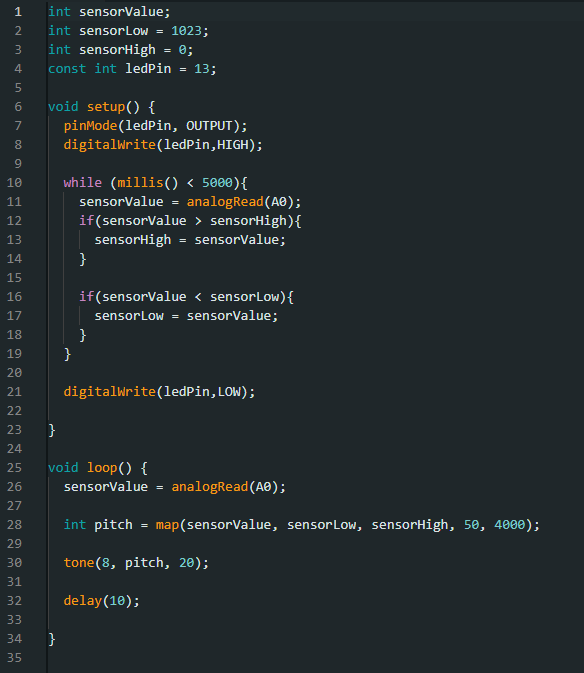 1 int sensorValue;
2 int sensorLow = 1023;
3 int sensorHigh = 0;
4 const int ledPin = 13;
5
6 void setup() {
7   pinMode(ledPin, OUTPUT);
8   digitalWrite(ledPin,HIGH);
9
10   while (millis() < 5000){
11     sensorValue = analogRead(A0);
12     if(sensorValue > sensorHigh){
13       sensorHigh = sensorValue;
14     }
15
16     if(sensorValue < sensorLow){
17       sensorLow = sensorValue;
18     }
19   }
20
21   digitalWrite(ledPin,LOW);
22
23 }
24
25 void loop() {
26   sensorValue = analogRead(A0);
27
28   int pitch = map(sensorValue, sensorLow, sensorHigh, 50, 4000);
29
30   tone(8, pitch, 20);
31
32   delay(10);
33
34 }
35